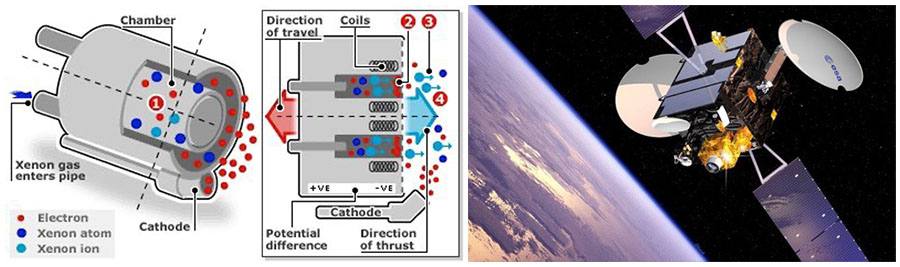 Chamber
1
Xenon gas
enters pipe
Cathode
Electron
Xenon atom
Xenon ion
Direction
of travel
Coils
2
3
4
+VE
-VE
Cathode
Potential
difference
Direction
of thrust
esa